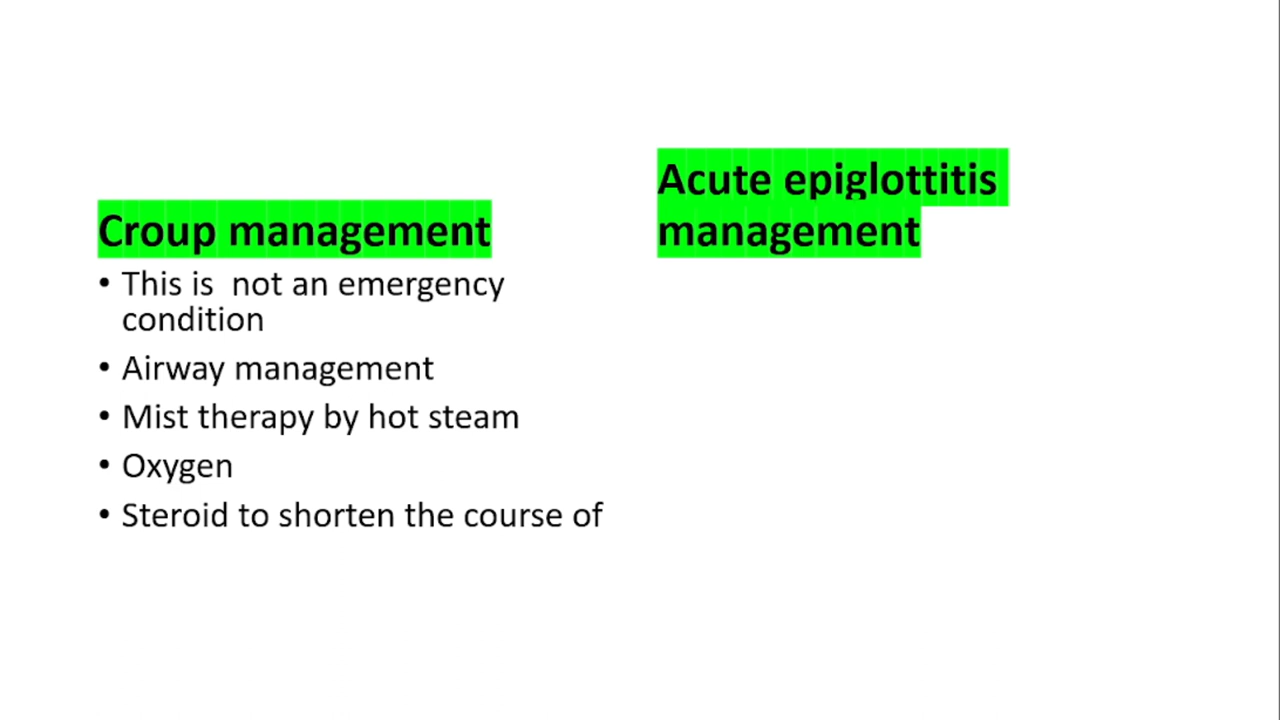 Croup management
• This is  not an emergency
condition
• Airway management
• Mist therapy by hot steam
• Oxygen
• Steroid to shorten the course of
Acute epiglottitis
management